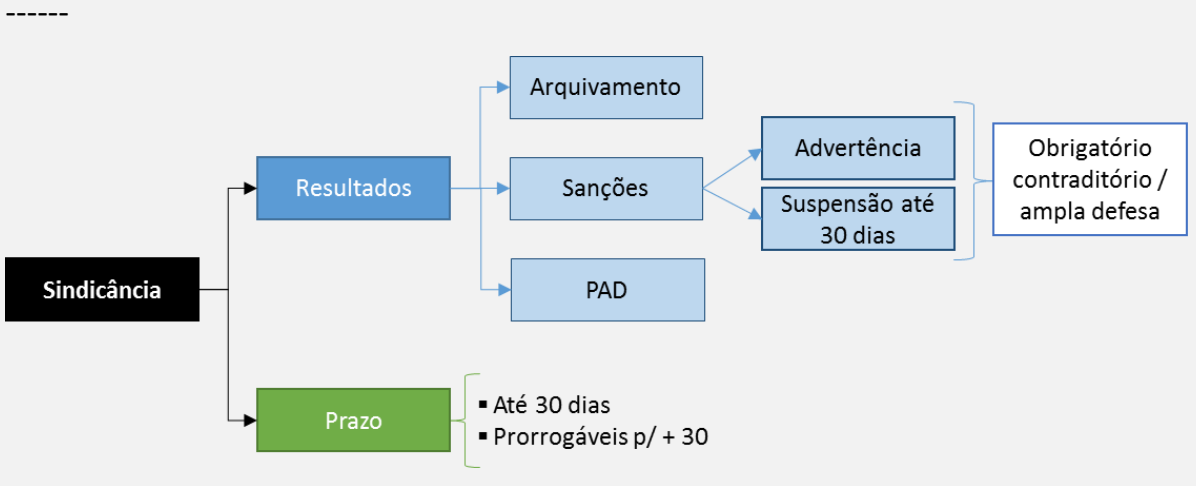 ------
Sindicância
Resultados
Arquivamento
Sanções
Advertência
Suspensão até
30 dias
Obrigatório
contraditório /
ampla defesa
PAD
Prazo
▪ Até 30 dias
▪ Prorrogáveis p/ + 30